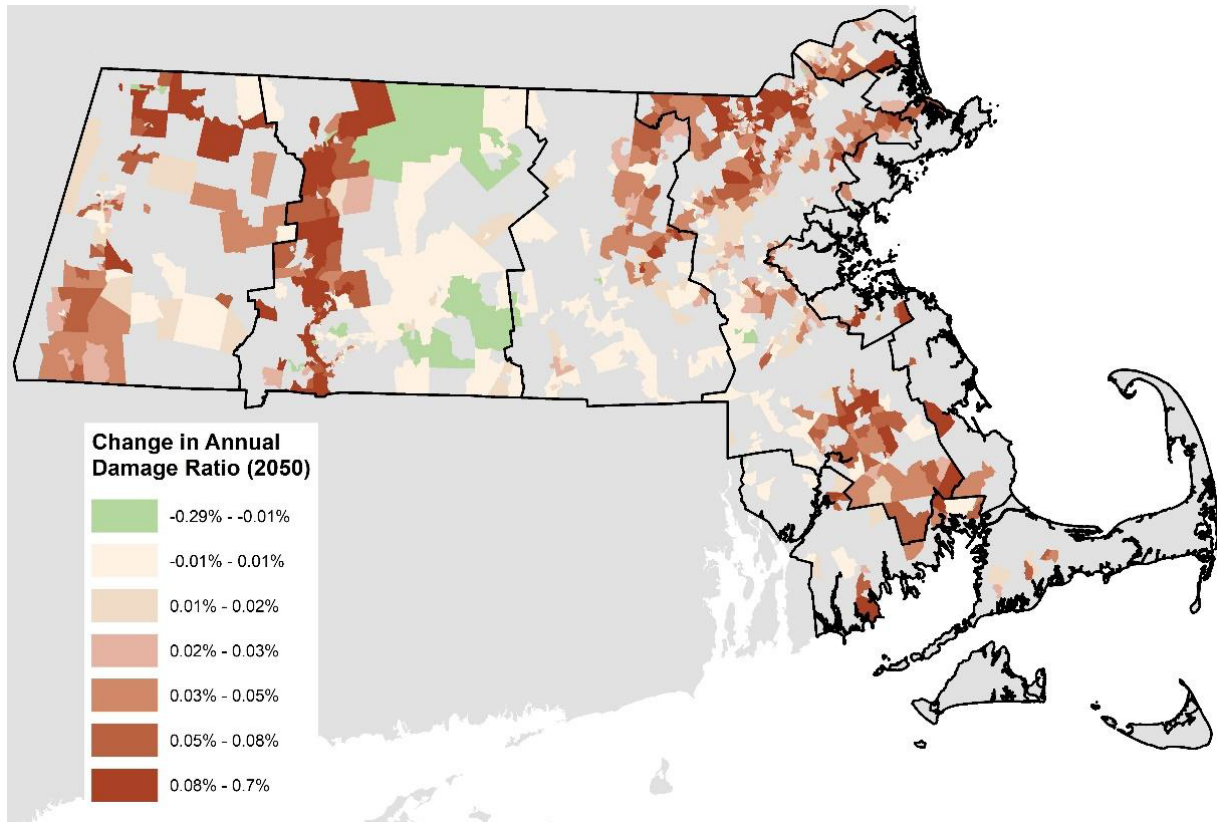 Change in Annual
Damage Ratio (2050)
-0.29% - -0.01%
-0.01% - 0.01%
0.01% - 0.02%
0.02% - 0.03%
0.03% - 0.05%
0.05% - 0.08%
0.08% - 0.7%